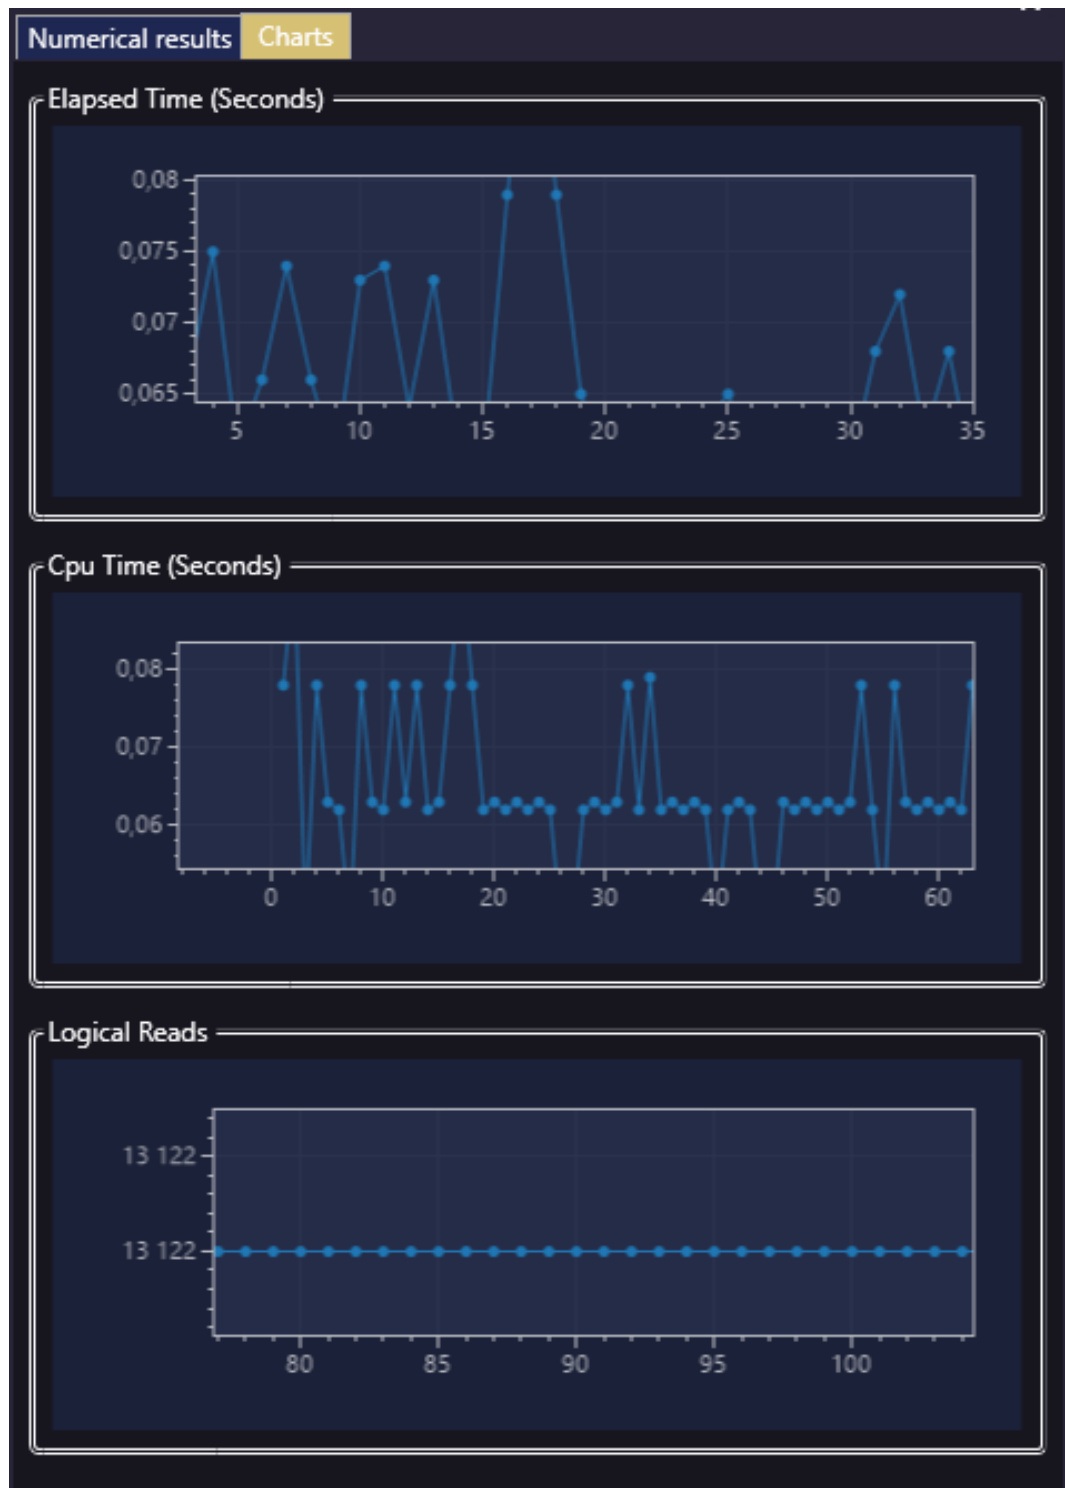 Numerical results Charts
Elapsed Time (Seconds)
0,08
0,075
0,07
0,065
5 10 15 20 25 30 35
Cpu Time (Seconds)
0,08
0,07
0,06
0 10 20 30 40 50 60
Logical Reads
13 122
13 122
80 85 90 95 100